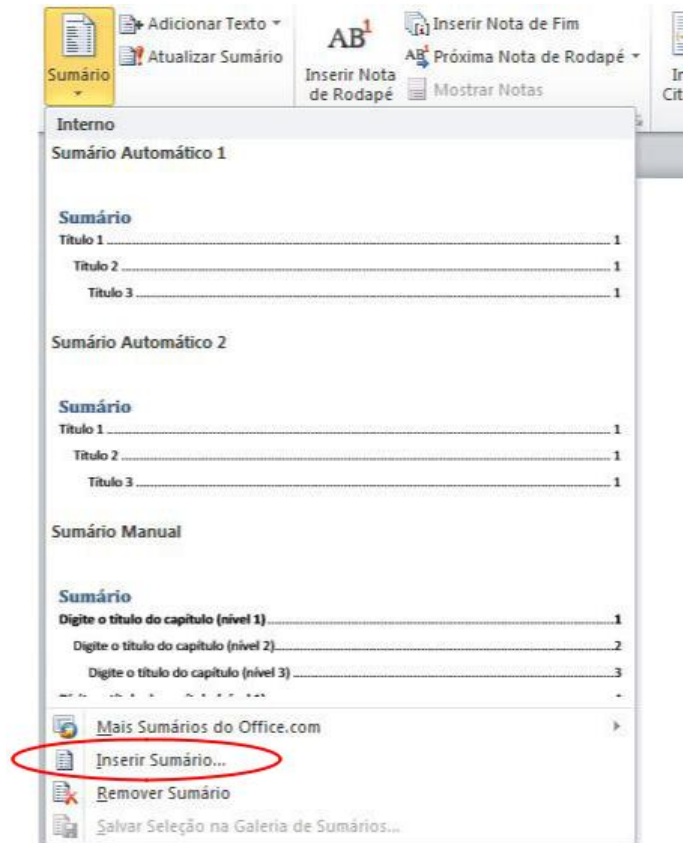 Sumário
Adicionar Texto
Atualizar Sumário
AB1
Inserir Nota
de Rodapé
Inserir Nota de Fim
AB1 Próxima Nota de Rodapé
Mostrar Notas
Interno
Sumário Automático 1
Sumário
Título 1 ........ 1
Título 2 ........ 1
Título 3 ........ 1
Sumário Automático 2
Sumário
Título 1 ........ 1
Título 2 ........ 1
Título 3 ........ 1
Sumário Manual
Sumário
Digite o título do capítulo (nível 1) ........ 1
Digite o título do capítulo (nível 2) ........ 2
Digite o título do capítulo (nível 3) ........ 3
Mais Sumários do Office.com
Inserir Sumário...
Remover Sumário
Salvar Seleção na Galeria de Sumários...